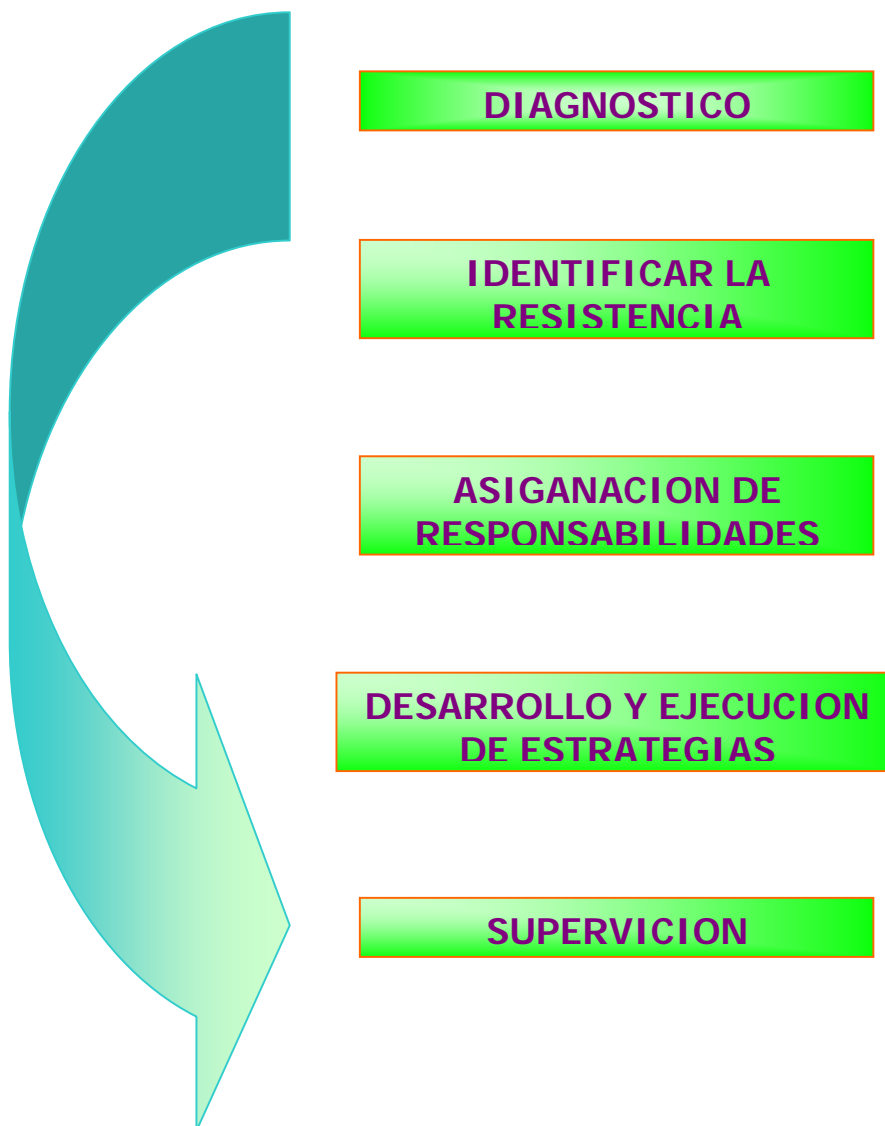 DIAGNOSTICO
IDENTIFICAR LA
RESISTENCIA
ASIGANACION DE
RESPONSABILIDADES
DESARROLLO Y EJECUCION
DE ESTRATEGIAS
SUPERVICION